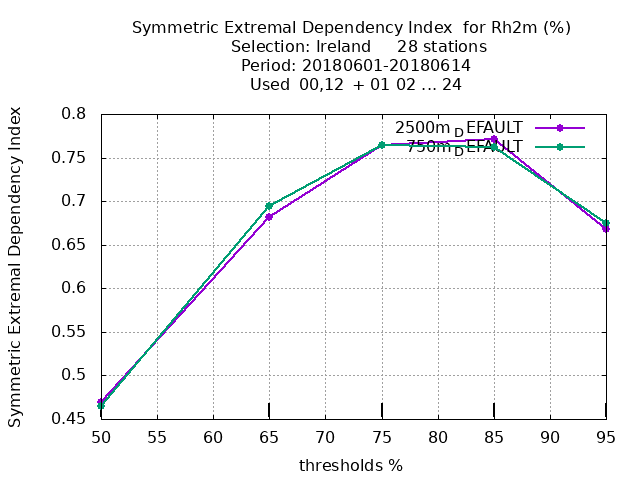 Symmetric Extremal Dependency Index  for Rh2m (%)
Selection: Ireland     28 stations
Period: 20180601-20180614
Used  00,12  + 01 02 ... 24
Symmetric Extremal Dependency Index
0.8
0.75
0.7
0.65
0.6
0.55
0.5
0.45
2500m_DEFAULT
750m_DEFAULT
50 55 60 65 70 75 80 85 90 95
thresholds %